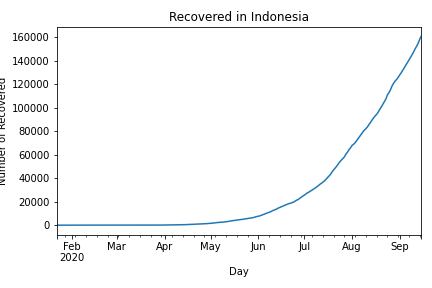 Recovered in Indonesia
160000
140000
120000
100000
80000
60000
40000
20000
0
Number of Recovered
Feb Mar Apr May Jun Jul Aug Sep
2020
Day